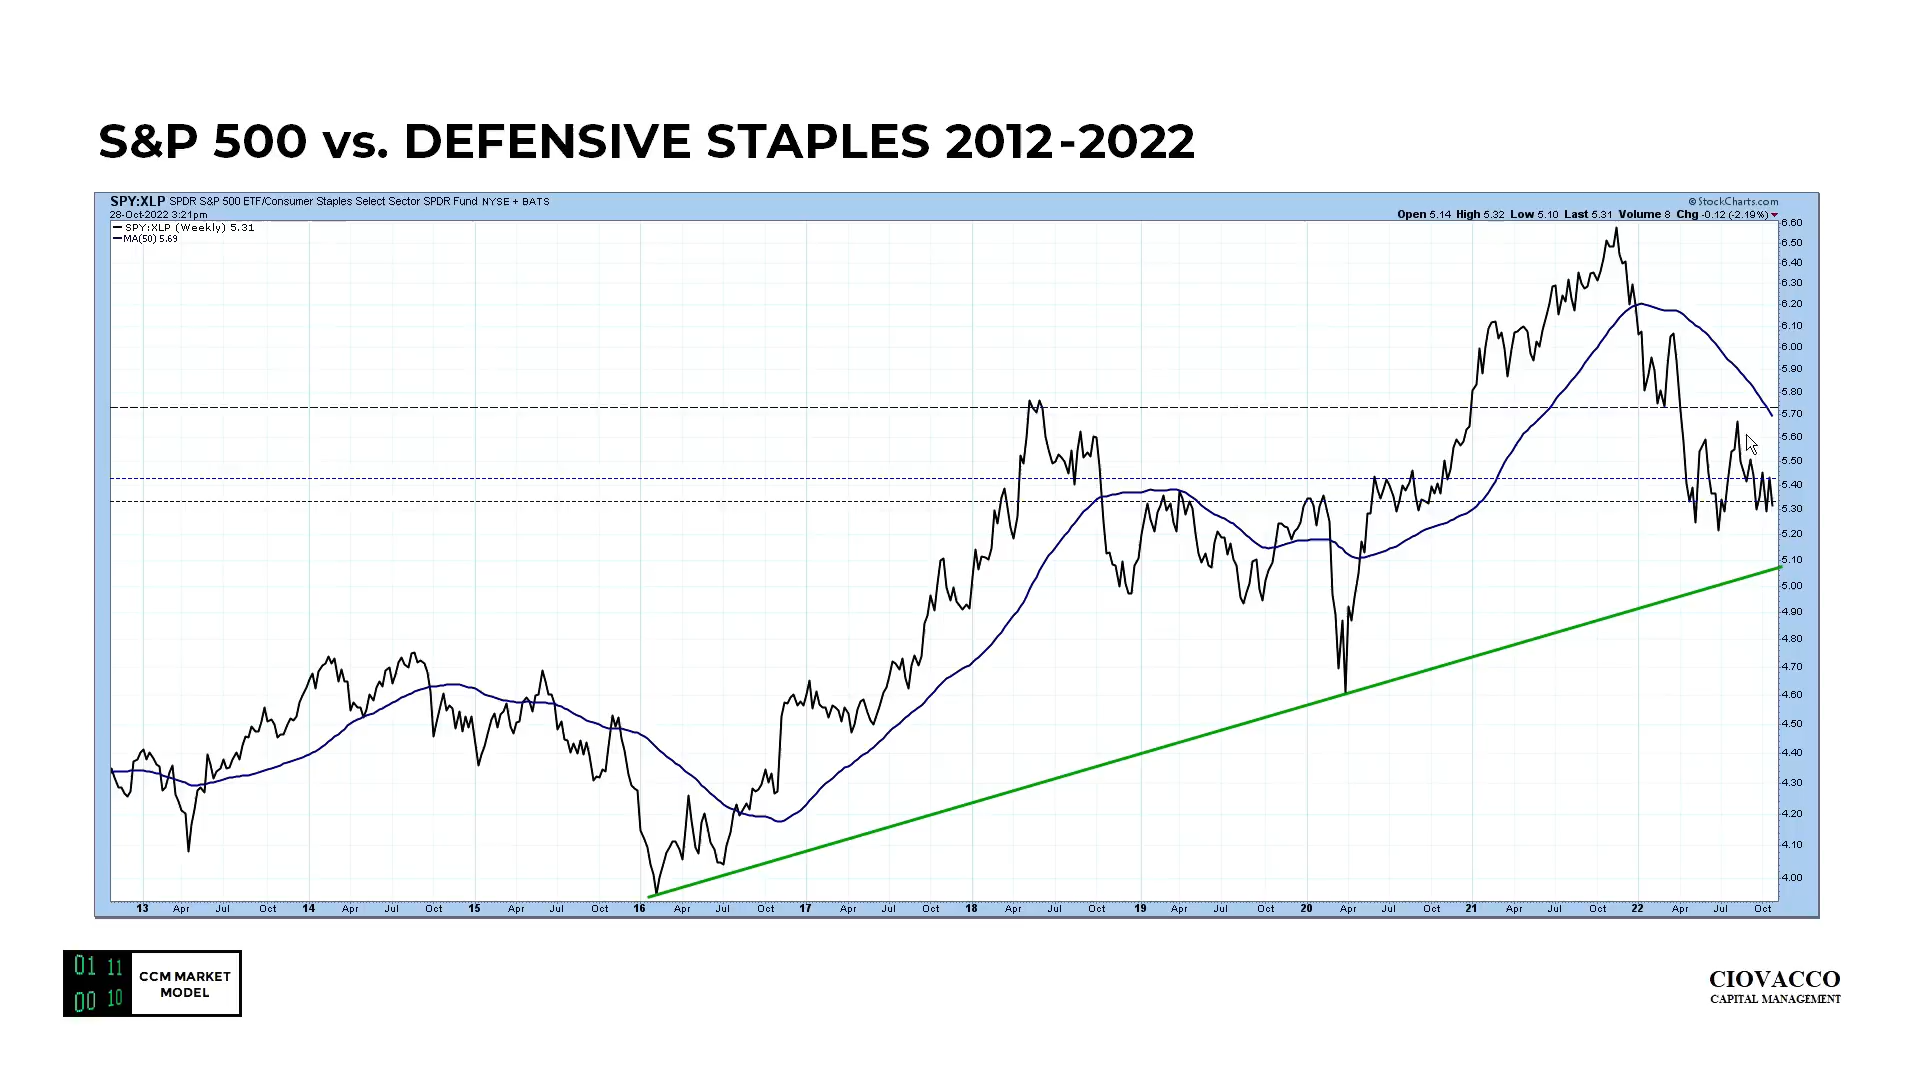 S&P 500 vs. DEFENSIVE STAPLES 2012-2022
SPY:XLP SPDR S&P 500 ETF/Consumer Staples Select Sector SPDR Fund NYSE + BATS
© StockCharts.com
28-Oct-2022 3:21pm
Open 5.14 High 5.32 Low 5.10 Last 5.31 Volume 8 Chg -0.12 (-2.19%)
SPY:XLP (Weekly) 5.31
MA(50) 5.69
6.60
6.50
6.40
6.30
6.20
6.10
6.00
5.90
5.80
5.70
5.60
5.50
5.40
5.30
5.20
5.10
5.00
4.90
4.80
4.70
4.60
4.50
4.40
4.30
4.20
4.10
4.00
13 Apr Jul Oct 14 Apr Jul Oct 15 Apr Jul Oct 16 Apr Jul Oct 17 Apr Jul Oct 18 Apr Jul Oct 19 Apr Jul Oct 20 Apr Jul Oct 21 Apr Jul Oct 22 Apr Jul Oct
01 11
00 10
CCM MARKET
MODEL
CIOVACCO
CAPITAL MANAGEMENT